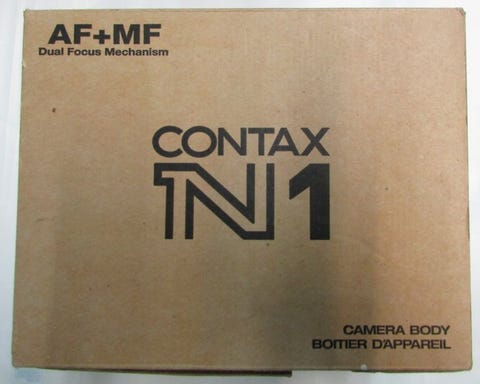 AF+MF
Dual Focus Mechanism
CONTAX
N1
CAMERA BODY
BOITIER D'APPAREIL